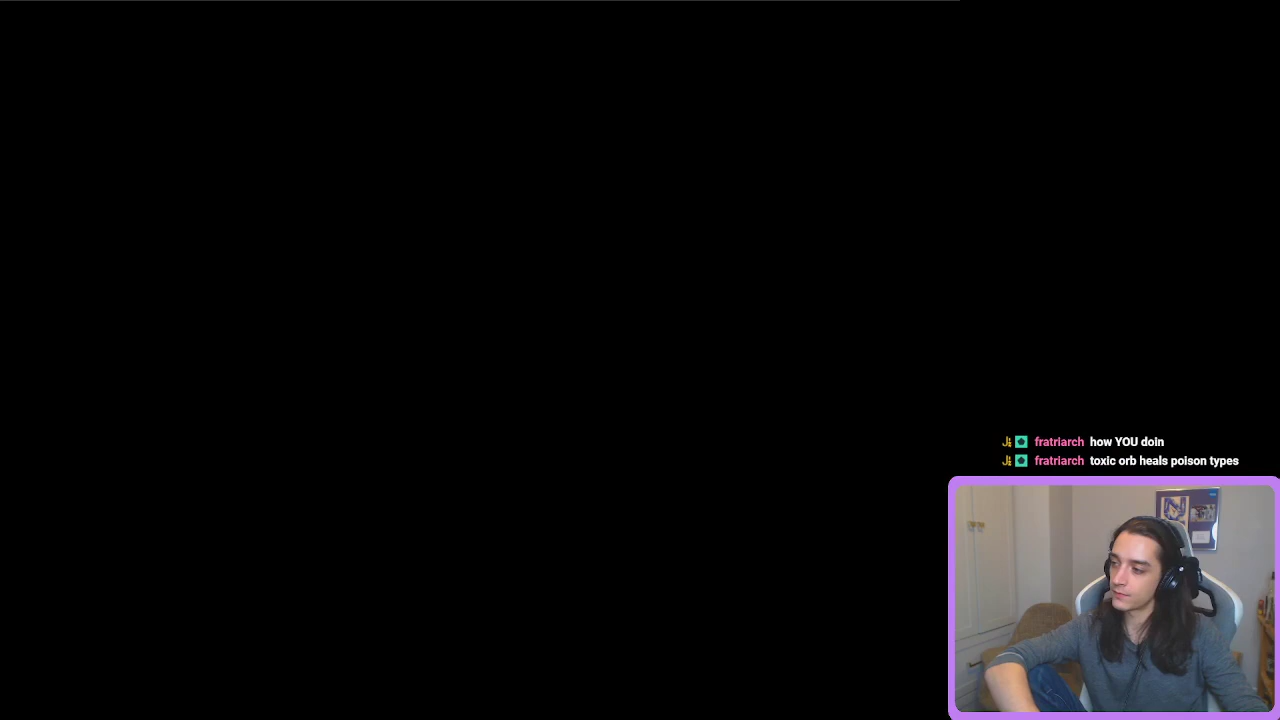 fratriarch how YOU doin
fratriarch toxic orb heals poison types